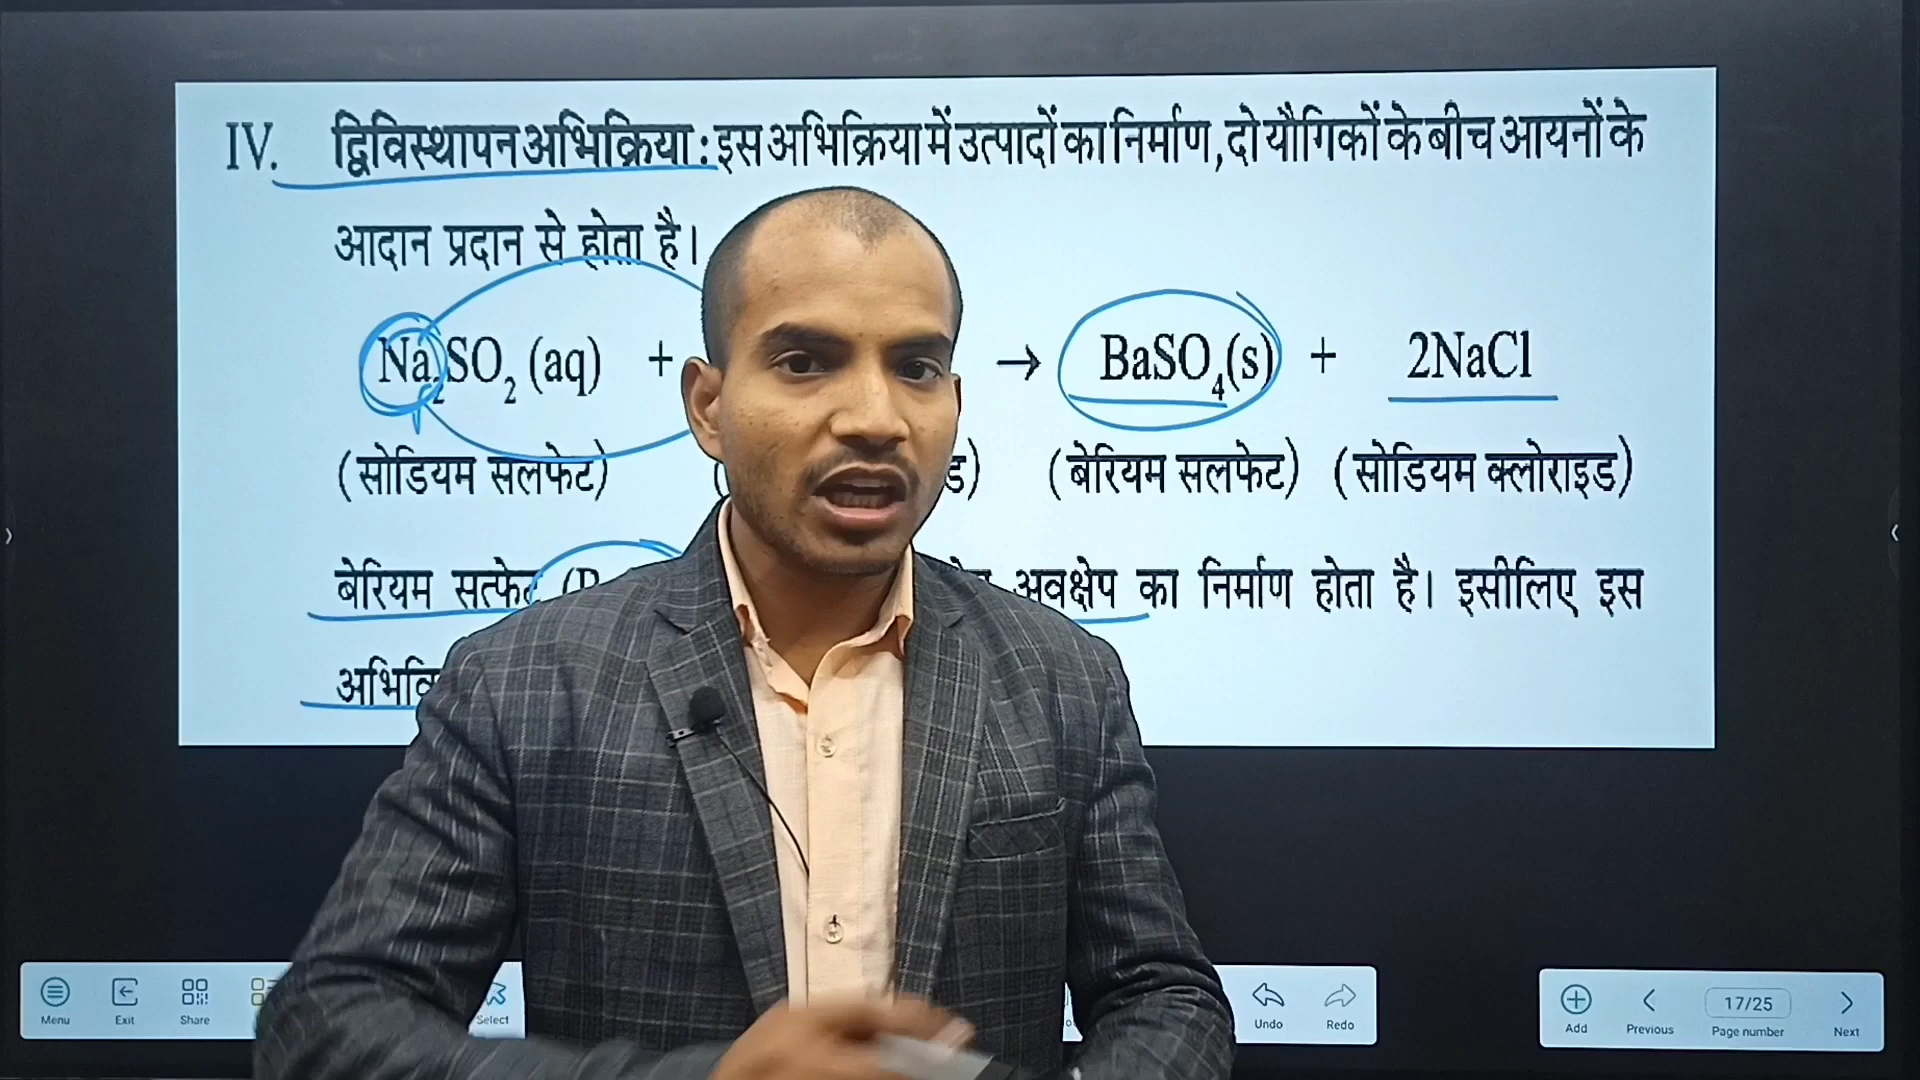 IV. द्विविस्थापन अभिक्रिया : इस अभिक्रिया में उत्पादों का निर्माण, दो यौगिकों के बीच आयनों के
आदान प्रदान से होता है।
Na₂SO₂ (aq) + → BaSO₄(s) + 2NaCl
(सोडियम सलफेट) ( ड) (बेरियम सलफेट) (सोडियम क्लोराइड)
बेरियम सत्फेट (B अवक्षेप का निर्माण होता है। इसीलिए इस
Menu Exit Share Select Undo Redo Add Previous 17/25 Page number Next